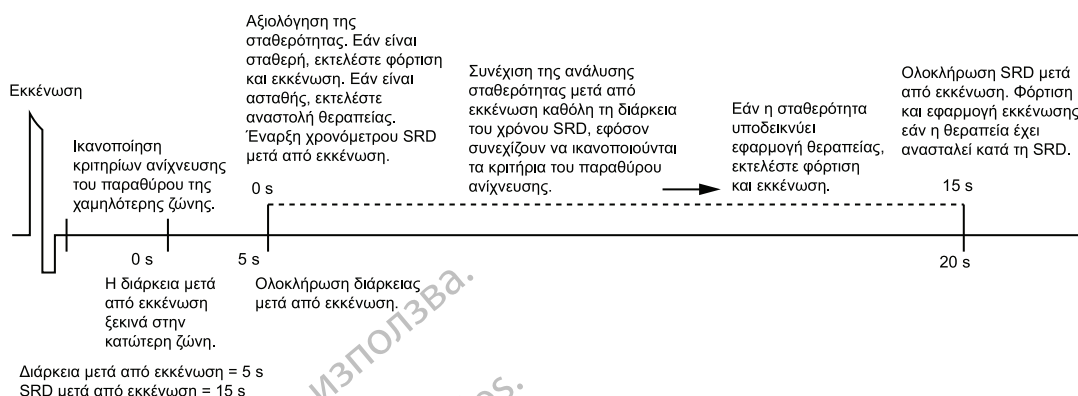 Εκκένωση
Ικανοποίηση
κριτηρίων ανίχνευσης
του παραθύρου της
χαμηλότερης ζώνης.
Αξιολόγηση της
σταθερότητας. Εάν είναι
σταθερή, εκτελέστε φόρτιση
και εκκένωση. Εάν είναι
ασταθής, εκτελέστε
αναστολή θεραπείας.
Έναρξη χρονόμετρου SRD
μετά από εκκένωση.
0 s
Συνέχιση της ανάλυσης
σταθερότητας μετά από
εκκένωση καθόλη τη διάρκεια
του χρόνου SRD, εφόσον
συνεχίζουν να ικανοποιούνται
τα κριτήρια του παραθύρου
ανίχνευσης.
Εάν η σταθερότητα
υποδεικνύει
εφαρμογή θεραπείας,
εκτελέστε φόρτιση
και εκκένωση.
Ολοκλήρωση SRD μετά
από εκκένωση. Φόρτιση
και εφαρμογή εκκένωσης
εάν η θεραπεία έχει
ανασταλεί κατά τη SRD.
15 s
0 s
5 s
20 s
Η διάρκεια μετά
από εκκένωση
ξεκινά στην
κατώτερη ζώνη.
Ολοκλήρωση διάρκειας
μετά από εκκένωση.
Διάρκεια μετά από εκκένωση = 5 s
SRD μετά από εκκένωση = 15 s
използва.